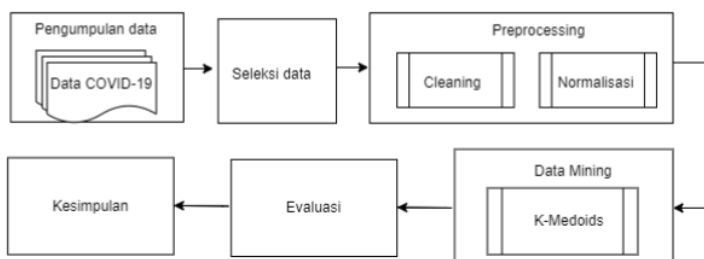 Pengumpulan data
Data COVID-19
Seleksi data
Preprocessing
Cleaning
Normalisasi
Data Mining
K-Medoids
Evaluasi
Kesimpulan